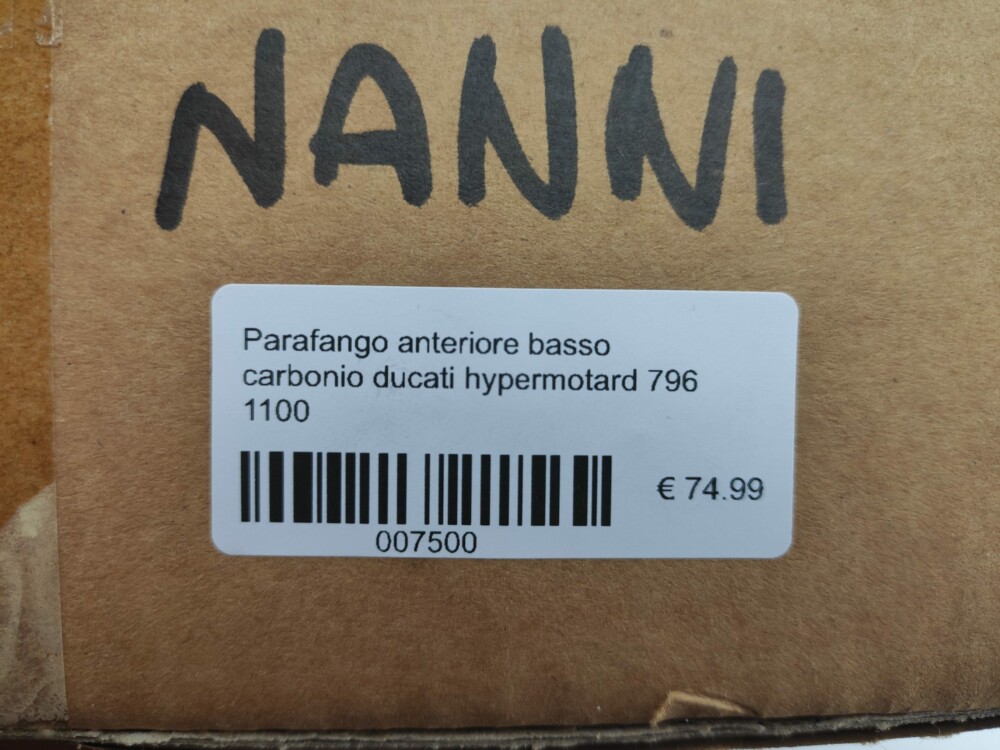 NANNI
Parafango anteriore basso
carbonio ducati hypermotard 796
1100
€ 74.99
007500